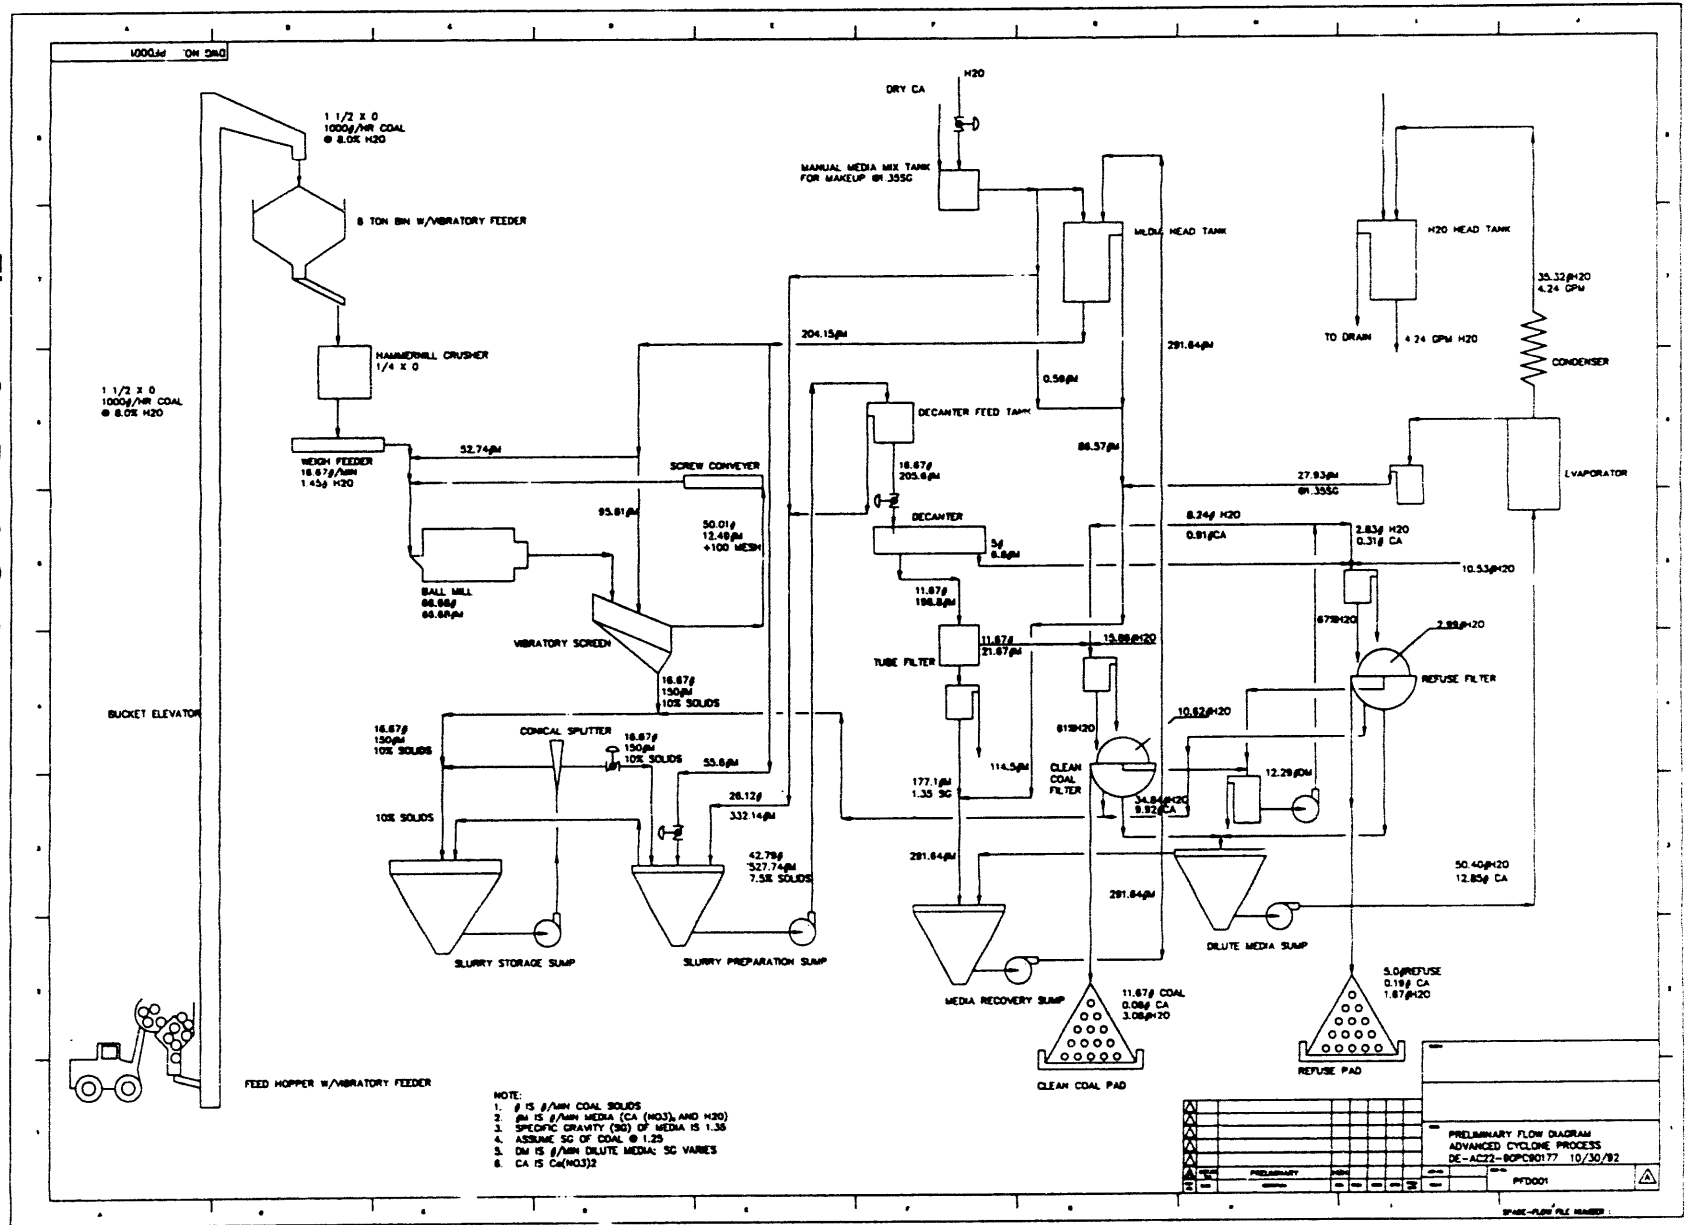 DWG NO. PFD001
1 1/2 X 0
1000#/HR COAL
@ 8.0% H2O
8 TON BIN W/VIBRATORY FEEDER
HAMMERMILL CRUSHER
1/4 X 0
1 1/2 X 0
1000#/HR COAL
@ 8.0% H2O
WEIGH FEEDER
16.67#/MIN
1.45# H2O
52.74#M
SCREW CONVEYER
95.81#M
50.01#
12.49#M
+100 MESH
BALL MILL
66.68#
VIBRATORY SCREEN
16.67#
150#M
10% SOLIDS
BUCKET ELEVATOR
16.67#
150#M
10% SOLIDS
CONICAL SPLITTER
16.67#
150#M
10% SOLIDS
55.6#M
26.12#
332.14#M
10% SOLIDS
42.79#
527.74#M
7.5% SOLIDS
SLURRY STORAGE SUMP
SLURRY PREPARATION SUMP
FEED HOPPER W/VIBRATORY FEEDER
DRY CA
H2O
MANUAL MEDIA MIX TANK
FOR MAKEUP @1.35SG
MEDIA HEAD TANK
204.15#M
291.64#M
0.59#M
DECANTER FEED TANK
16.67#
205.6#M
86.57#M
DECANTER
5#
6.8#M
11.67#
198.8#M
TUBE FILTER
11.67#
21.67#M
15.86#H2O
114.5#M
177.1#M
1.35 SG
291.64#M
MEDIA RECOVERY SUMP
291.64#M
H2O HEAD TANK
35.32#H2O
4.24 GPM
TO DRAIN
4.24 GPM H2O
CONDENSER
EVAPORATOR
27.93#M
@1.35SG
8.24# H2O
0.91#CA
2.83# H2O
0.31# CA
10.53#H2O
67%H2O
2.99#H2O
REFUSE FILTER
61%H2O
10.62#H2O
CLEAN
COAL
FILTER
12.29#DM
34.84#H2O
9.92#CA
50.40#H2O
12.85# CA
DILUTE MEDIA SUMP
11.67# COAL
0.08# CA
3.08#H2O
CLEAN COAL PAD
5.0#REFUSE
0.19# CA
1.67#H2O
REFUSE PAD
NOTE:
1. # IS #/MIN COAL SOLIDS
2. #M IS #/MIN MEDIA (CA (NO3)2 AND H2O)
3. SPECIFIC GRAVITY (SG) OF MEDIA IS 1.35
4. ASSUME SG OF COAL @ 1.25
5. DM IS #/MIN DILUTE MEDIA; SG VARIES
6. CA IS Ca(NO3)2
PRELIMINARY FLOW DIAGRAM
ADVANCED CYCLONE PROCESS
DE-AC22-90PC90177 10/30/92
PRELIMINARY
PFD001